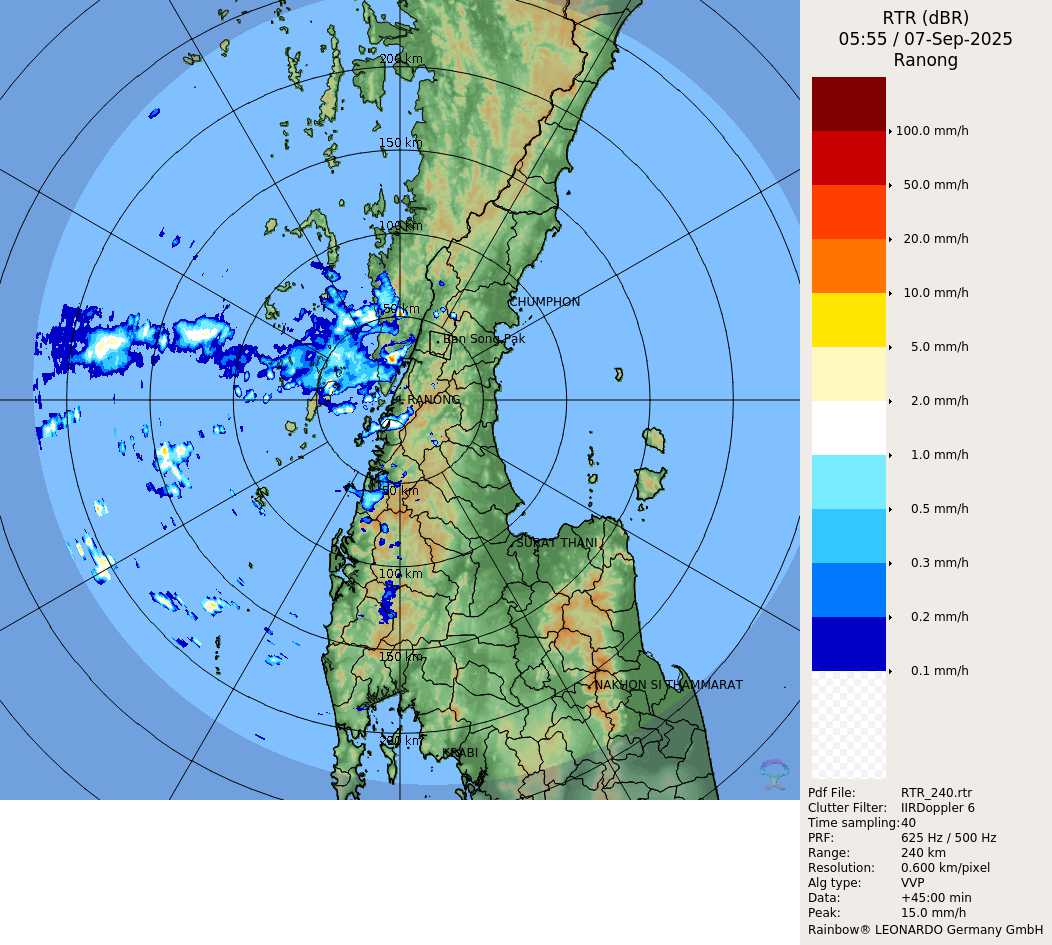 RTR (dBR)
05:55 / 07-Sep-2025
Ranong
100.0 mm/h
50.0 mm/h
20.0 mm/h
10.0 mm/h
5.0 mm/h
2.0 mm/h
1.0 mm/h
0.5 mm/h
0.3 mm/h
0.2 mm/h
0.1 mm/h
200 km
150 km
100 km
CHUMPHON
50 km
Ban Song Pak
RANONG
50 km
SURAT THANI
100 km
150 km
NAKHON SI THAMMARAT
200 km
KRABI
Pdf File: RTR_240.rtr
Clutter Filter: IIRDoppler 6
Time sampling:40
PRF: 625 Hz / 500 Hz
Range: 240 km
Resolution: 0.600 km/pixel
Alg type: VVP
Data: +45:00 min
Peak: 15.0 mm/h
Rainbow® LEONARDO Germany GmbH